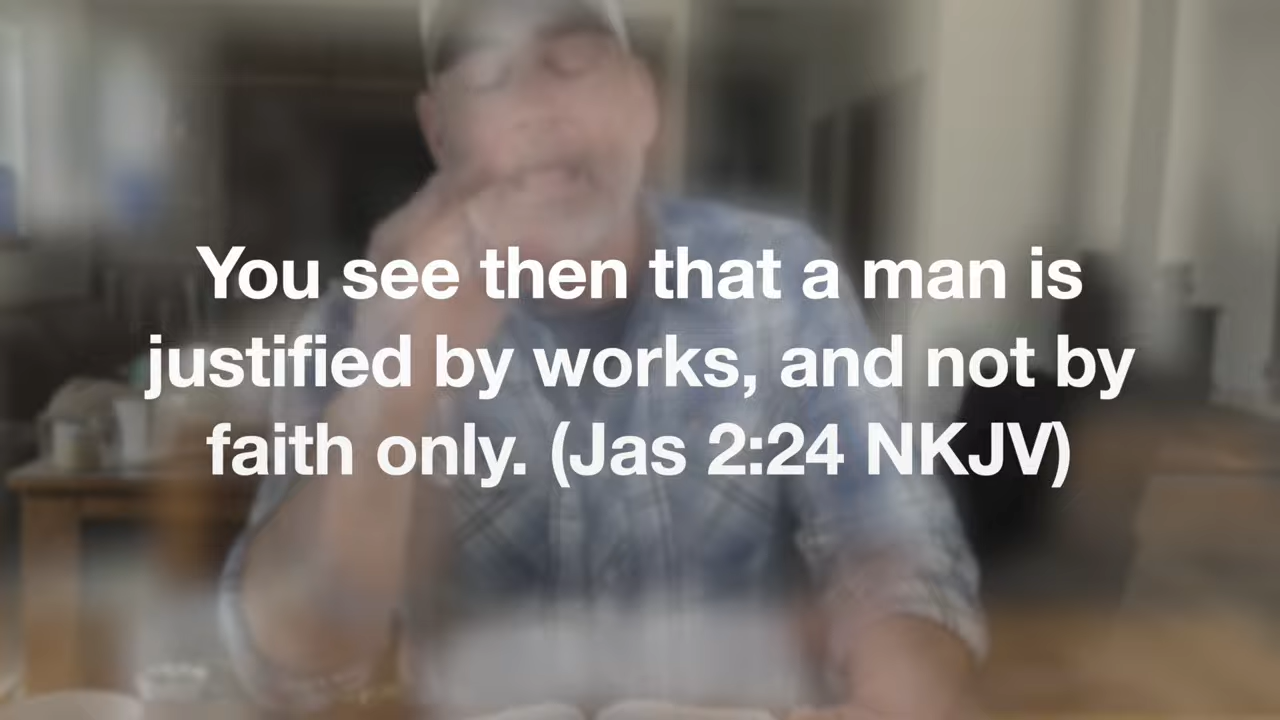 You see then that a man is
justified by works, and not by
faith only. (Jas 2:24 NKJV)